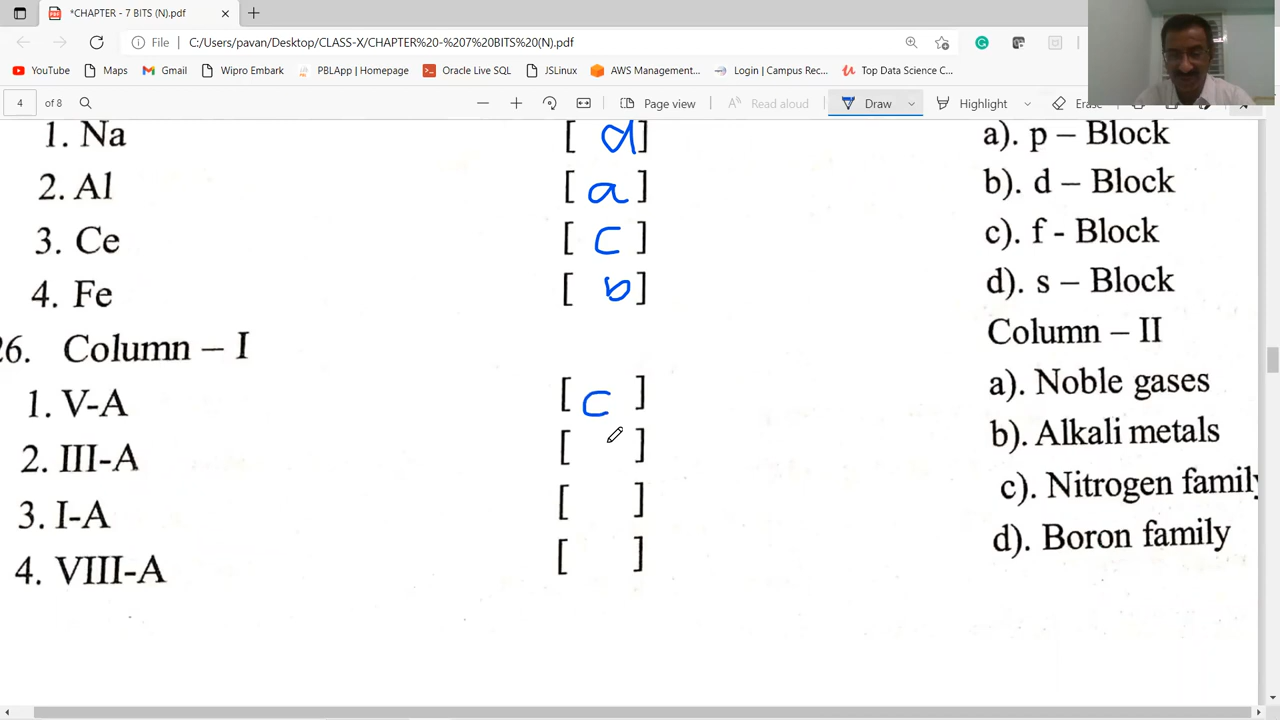 *CHAPTER - 7 BITS (N).pdf
File C:/Users/pavan/Desktop/CLASS-X/CHAPTER%20-%207%20BITS%20(N).pdf
YouTube Maps Gmail Wipro Embark PBLApp | Homepage Oracle Live SQL JSLinux AWS Management... Login | Campus Rec... Top Data Science C...
4 of 8 Page view Read aloud Draw Highlight Erase
1. Na [ d ] a). p – Block
2. Al [ a ] b). d – Block
3. Ce [ c ] c). f - Block
4. Fe [ b ] d). s – Block
26. Column – I Column – II
1. V-A [ c ] a). Noble gases
2. III-A [ ] b). Alkali metals
3. I-A [ ] c). Nitrogen family
4. VIII-A [ ] d). Boron family